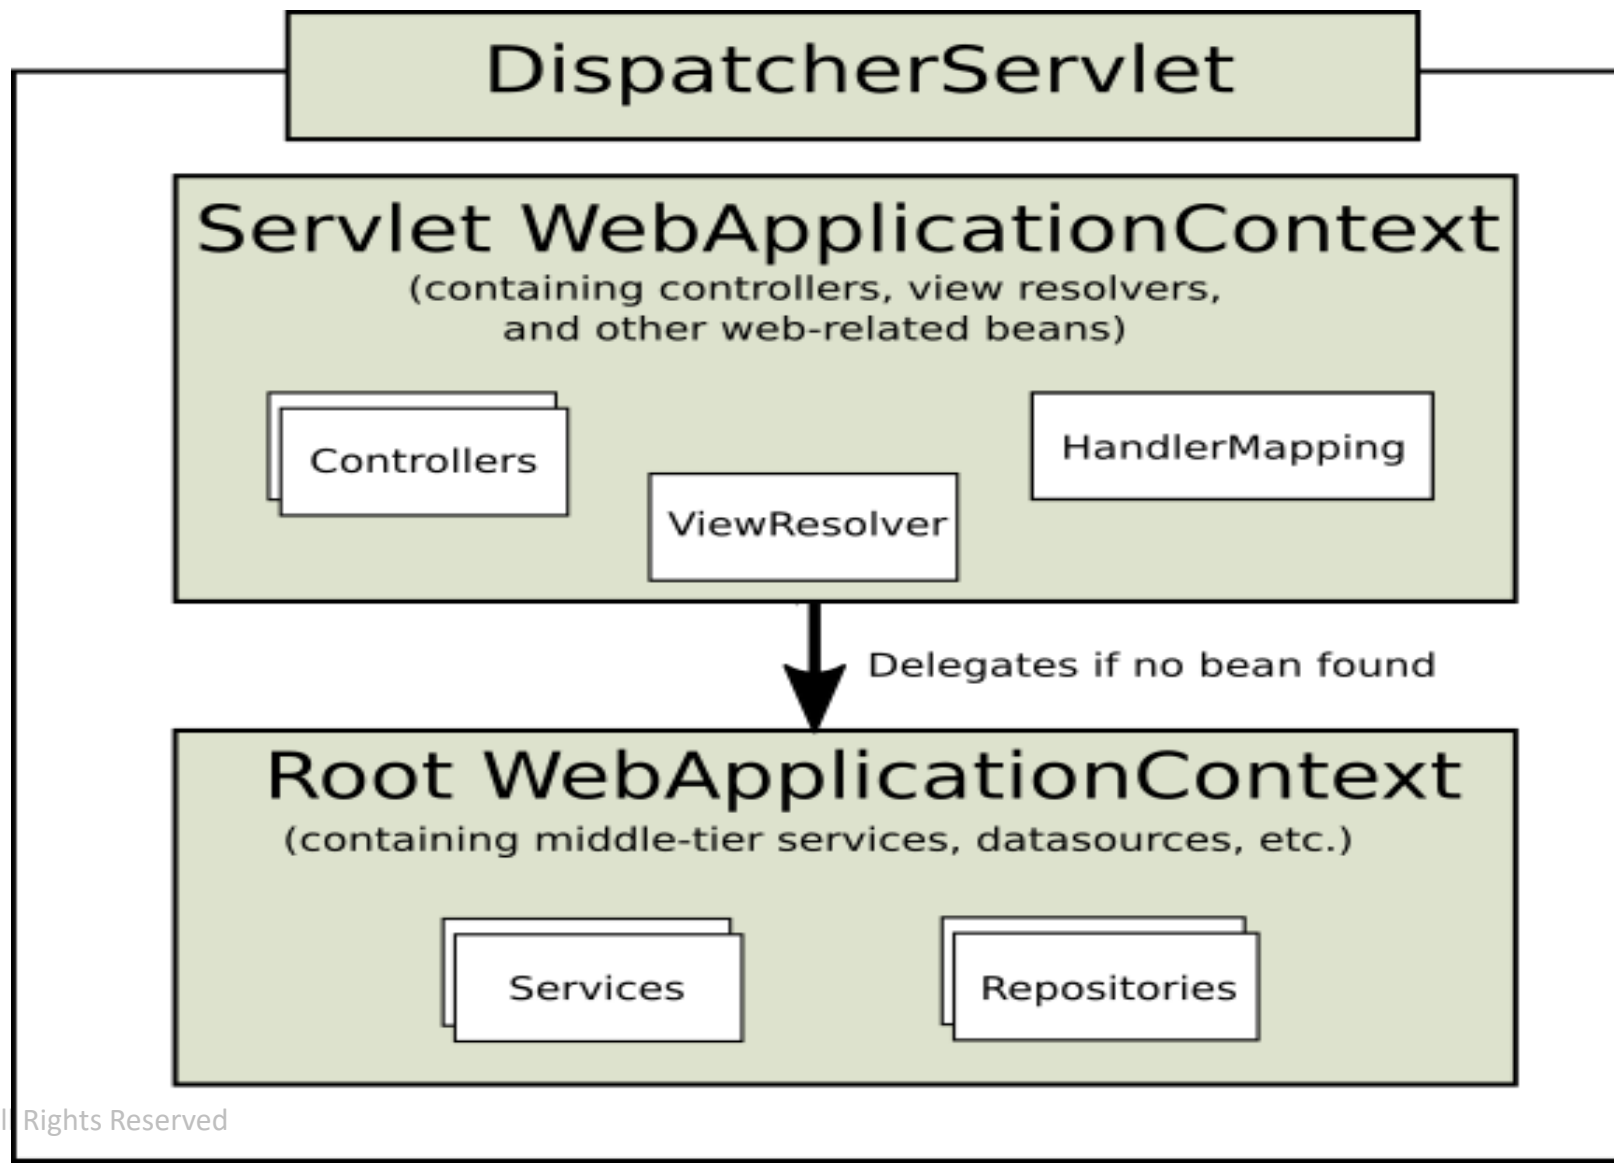 DispatcherServlet
Servlet WebApplicationContext
(containing controllers, view resolvers,
and other web-related beans)
Controllers
HandlerMapping
ViewResolver
Delegates if no bean found
Root WebApplicationContext
(containing middle-tier services, datasources, etc.)
Services
Repositories
Rights Reserved